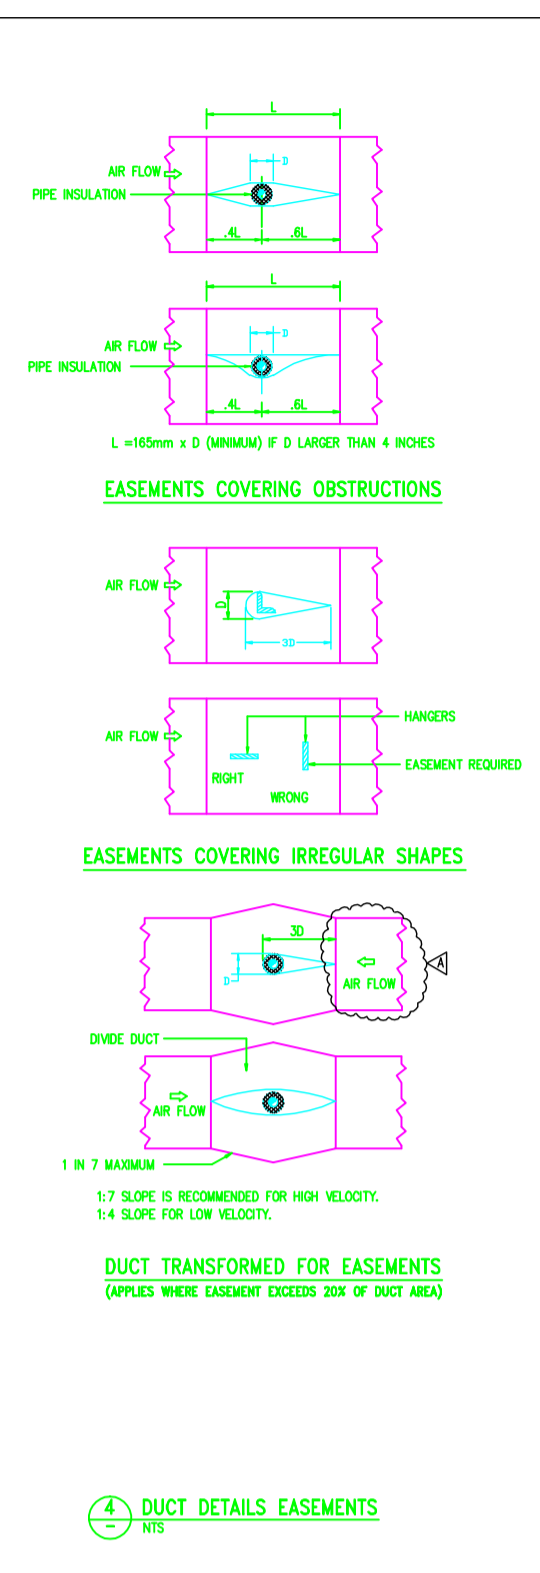 L
D
AIR FLOW
PIPE INSULATION
.4L .6L
L
D
AIR FLOW
PIPE INSULATION
.4L .6L
L =165mm x D (MINIMUM) IF D LARGER THAN 4 INCHES
EASEMENTS COVERING OBSTRUCTIONS
AIR FLOW
D
3D
HANGERS
AIR FLOW
EASEMENT REQUIRED
RIGHT
WRONG
EASEMENTS COVERING IRREGULAR SHAPES
3D
A
D
AIR FLOW
DIVIDE DUCT
AIR FLOW
1 IN 7 MAXIMUM
1:7 SLOPE IS RECOMMENDED FOR HIGH VELOCITY.
1:4 SLOPE FOR LOW VELOCITY.
DUCT TRANSFORMED FOR EASEMENTS
(APPLIES WHERE EASEMENT EXCEEDS 20% OF DUCT AREA)
4 DUCT DETAILS EASEMENTS
- NTS